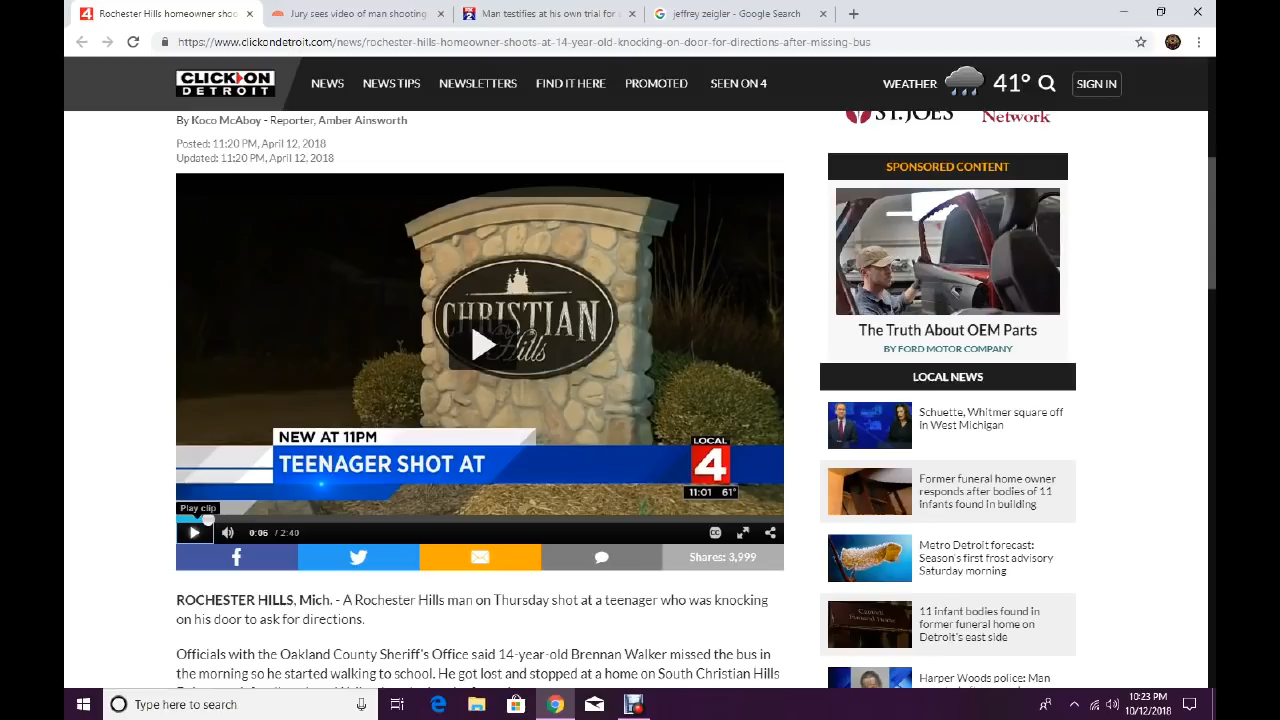 Rochester Hills homeowner sho
Jury sees video of man shooting
Man testifies at his own trial for
jeffrey zeigler - Google Search
https://www.clickondetroit.com/news/rochester-hills-homeowner-shoots-at-14-year-old-knocking-on-door-for-directions-after-missing-bus
CLICK ON
DETROIT
NEWS
NEWS TIPS
NEWSLETTERS
FIND IT HERE
PROMOTED
SEEN ON 4
WEATHER
41°
SIGN IN
By Koco McAboy - Reporter, Amber Ainsworth
Posted: 11:20 PM, April 12, 2018
Updated: 11:20 PM, April 12, 2018
CHRISTIAN
Hills
NEW AT 11PM
TEENAGER SHOT AT
LOCAL
4
11:01 61°
Play clip
0:06 / 2:40
CC
Shares: 3,999
ROCHESTER HILLS, Mich. - A Rochester Hills man on Thursday shot at a teenager who was knocking
on his door to ask for directions.
Officials with the Oakland County Sheriff's Office said 14-year-old Brennan Walker missed the bus in
the morning so he started walking to school. He got lost and stopped at a home on South Christian Hills
ST. JOES
Network
SPONSORED CONTENT
The Truth About OEM Parts
BY FORD MOTOR COMPANY
LOCAL NEWS
Schuette, Whitmer square off
in West Michigan
Former funeral home owner
responds after bodies of 11
infants found in building
Metro Detroit forecast:
Season's first frost advisory
Saturday morning
11 infant bodies found in
former funeral home on
Detroit's east side
Harper Woods police: Man
Type here to search
10:23 PM
10/12/2018